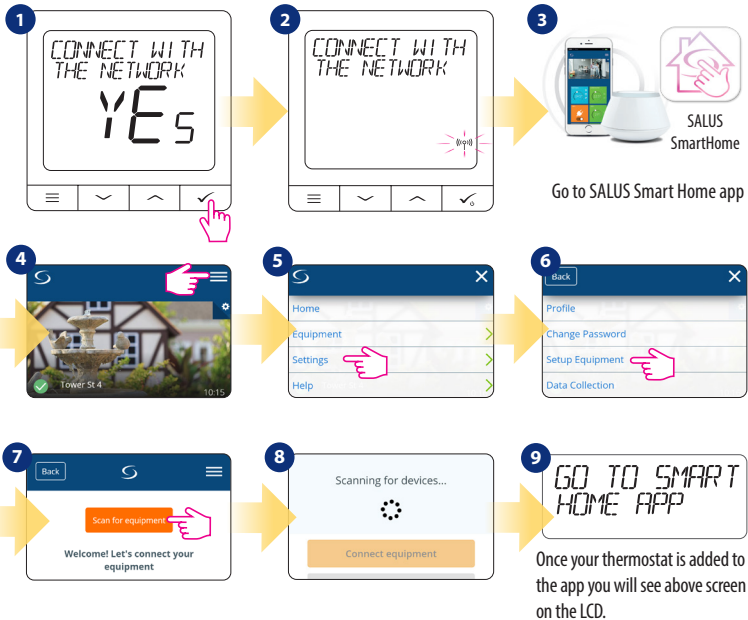 1
CONNECT WITH
THE NETWORK
YES
2
CONNECT WITH
THE NETWORK
3
SALUS
SmartHome
Go to SALUS Smart Home app
4
Tower St 4
10:15
5
Home
Equipment
Settings
Help
6
Back
Profile
Change Password
Setup Equipment
Data Collection
7
Back
Scan for equipment
Welcome! Let's connect your
equipment
8
Scanning for devices...
Connect equipment
9
GO TO SMART
HOME APP
Once your thermostat is added to
the app you will see above screen
on the LCD.